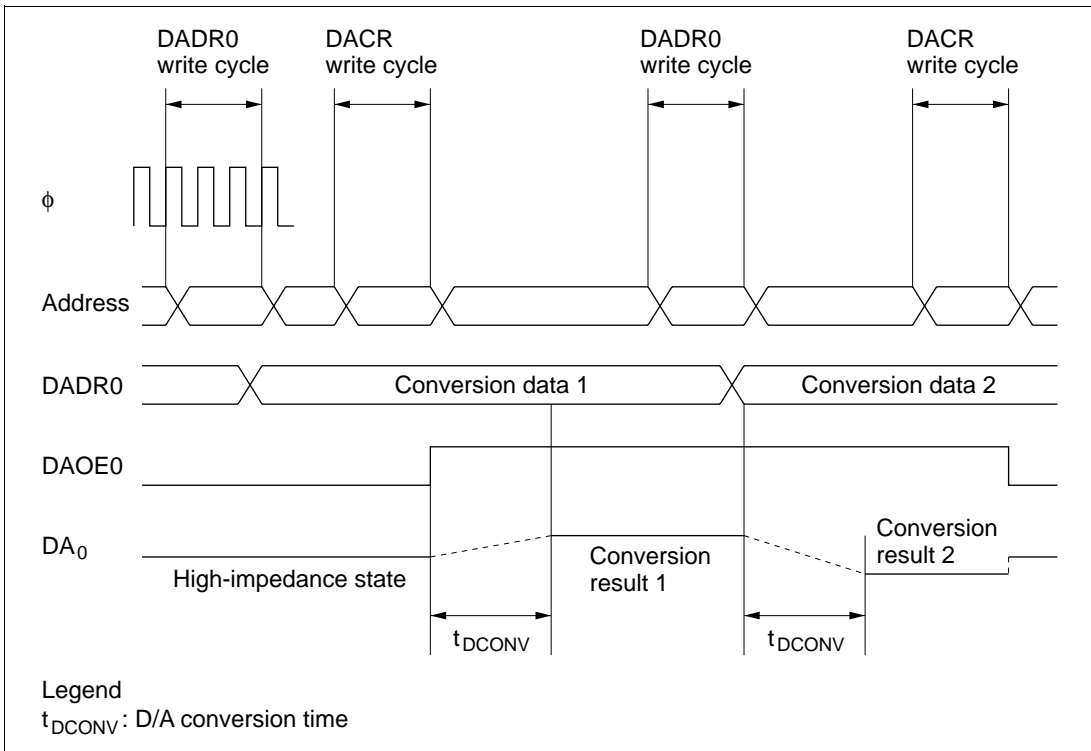 DADR0
write cycle
DACR
write cycle
DADR0
write cycle
DACR
write cycle
φ
Address
DADR0
Conversion data 1
Conversion data 2
DAOE0
DA0
High-impedance state
Conversion
result 1
Conversion
result 2
tDCONV
tDCONV
Legend
tDCONV : D/A conversion time